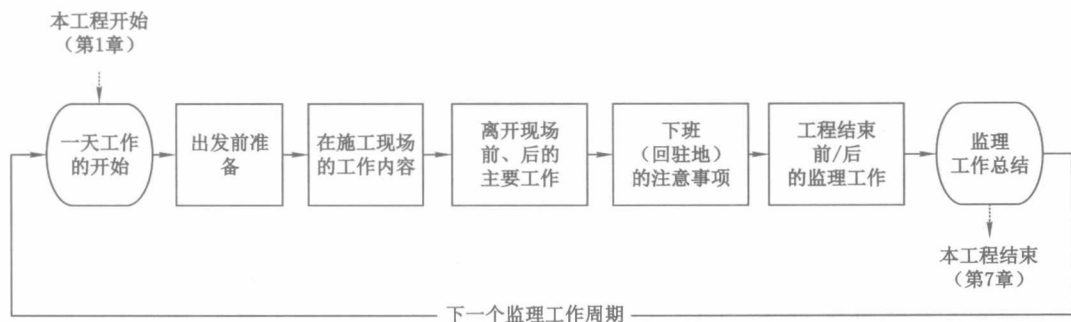 本工程开始
（第1章）
一天工作
的开始
出发前准
备
在施工现场
的工作内容
离开现场
前、后的
主要工作
下班
（回驻地）
的注意事项
工程结束
前/后
的监理工作
监理
工作总结
本工程结束
（第7章）
下一个监理工作周期